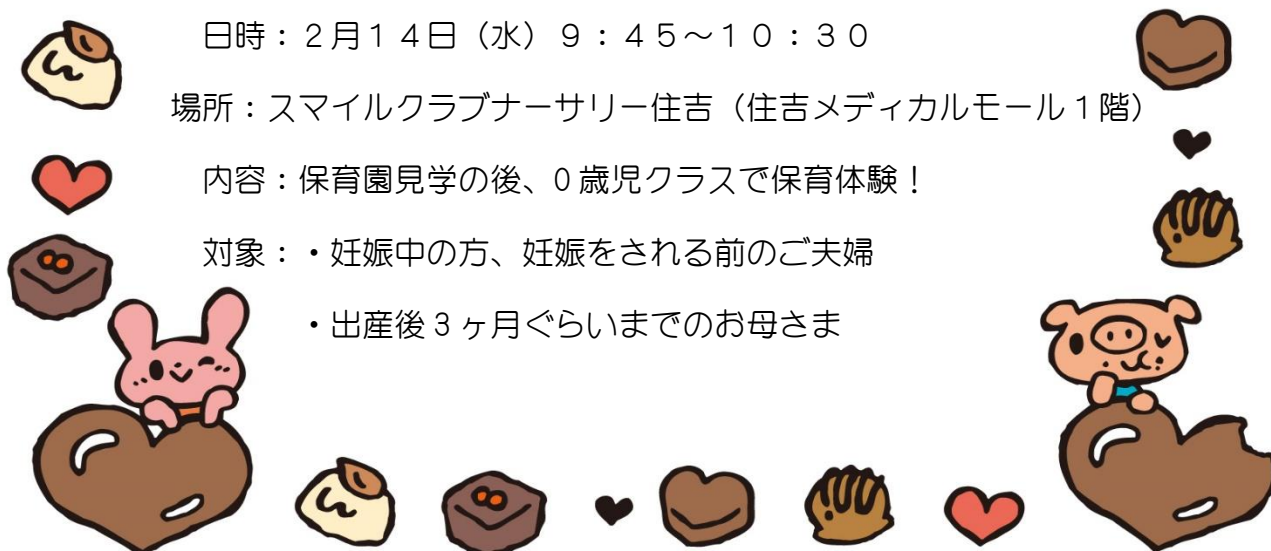 日時：２月１４日（水）９：４５～１０：３０
場所：スマイルクラブナーサリー住吉（住吉メディカルモール１階）
内容：保育園見学の後、０歳児クラスで保育体験！
対象：・妊娠中の方、妊娠をされる前のご夫婦
・出産後３ヶ月ぐらいまでのお母さま